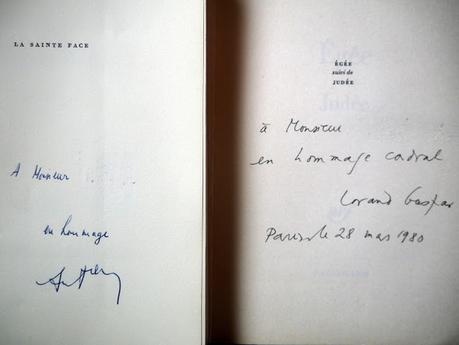 LA SAINTE FACE
A Monsieur
en hommage
ÉGÉE
suivi de
JUDÉE
à Monsieur
en hommage cordial
Lorand Gaspar
Paris le 28 mars 1980